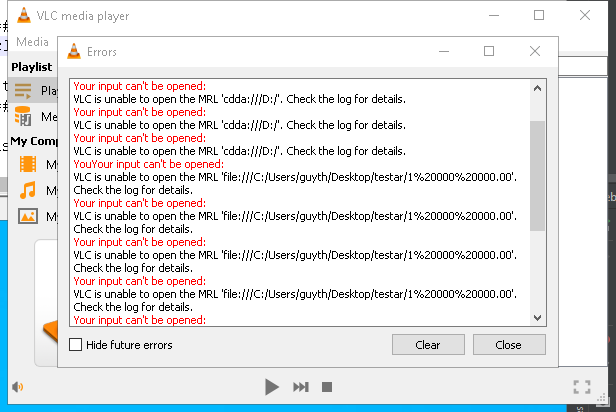 VLC media player
Media
Errors
Playlist
My Comp
Your input can't be opened:
VLC is unable to open the MRL 'cdda:///D:/'. Check the log for details.
Your input can't be opened:
VLC is unable to open the MRL 'cdda:///D:/'. Check the log for details.
Your input can't be opened:
VLC is unable to open the MRL 'cdda:///D:/'. Check the log for details.
YouYour input can't be opened:
VLC is unable to open the MRL 'file:///C:/Users/guyth/Desktop/testar/1%20000%20000.00'.
Check the log for details.
Your input can't be opened:
VLC is unable to open the MRL 'file:///C:/Users/guyth/Desktop/testar/1%20000%20000.00'.
Check the log for details.
Your input can't be opened:
VLC is unable to open the MRL 'file:///C:/Users/guyth/Desktop/testar/1%20000%20000.00'.
Check the log for details.
Your input can't be opened:
VLC is unable to open the MRL 'file:///C:/Users/guyth/Desktop/testar/1%20000%20000.00'.
Check the log for details.
Your input can't be opened:
Hide future errors
Clear
Close